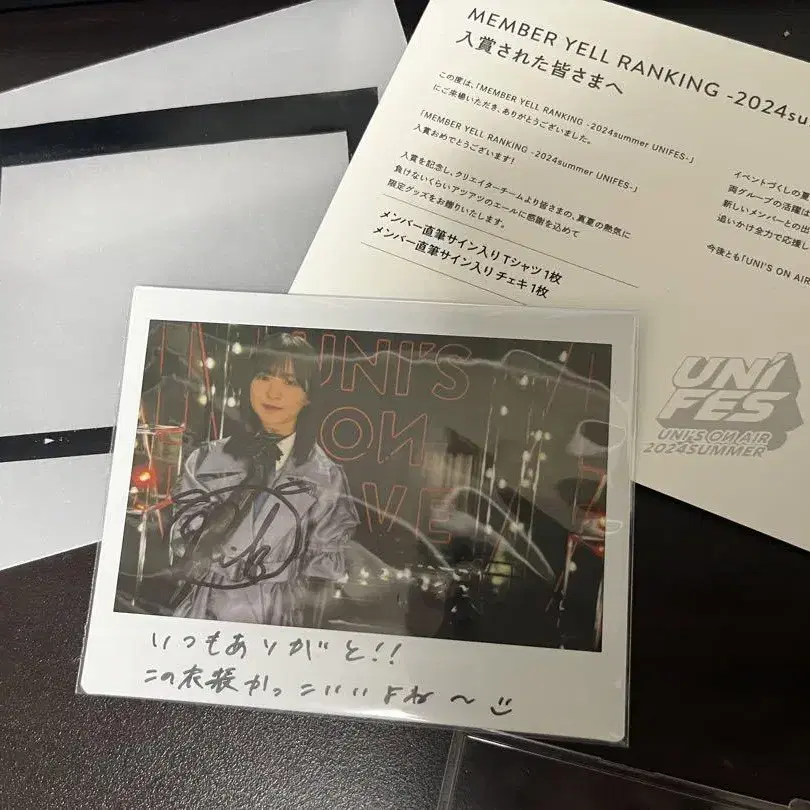 MEMBER YELL RANKING -2024su
入賞された皆さまへ
この度は、「MEMBER YELL RANKING -2024summer UNIFES-」
にご来場いただき、ありがとうございました。
「MEMBER YELL RANKING -2024summer UNIFES-」
入賞おめでとうございます!
入賞を記念し、クリエイターチームより皆さまの、真夏の熱気に
負けないくらいアツアツのエールに感謝を込めて
限定グッズをお贈りいたします。
メンバー直筆サイン入りTシャツ1枚
メンバー直筆サイン入りチェキ1枚
イベントづくしの夏
両グループの活躍は
新しいメンバーとの出
追いかけ全力で応援し
今後とも「UNI'S ON AIR
UNI
FES
UNI'S ON AIR
2024SUMMER
UNI'S
ON
AVE
いつもありがと!!
この衣装かっこいいよね〜